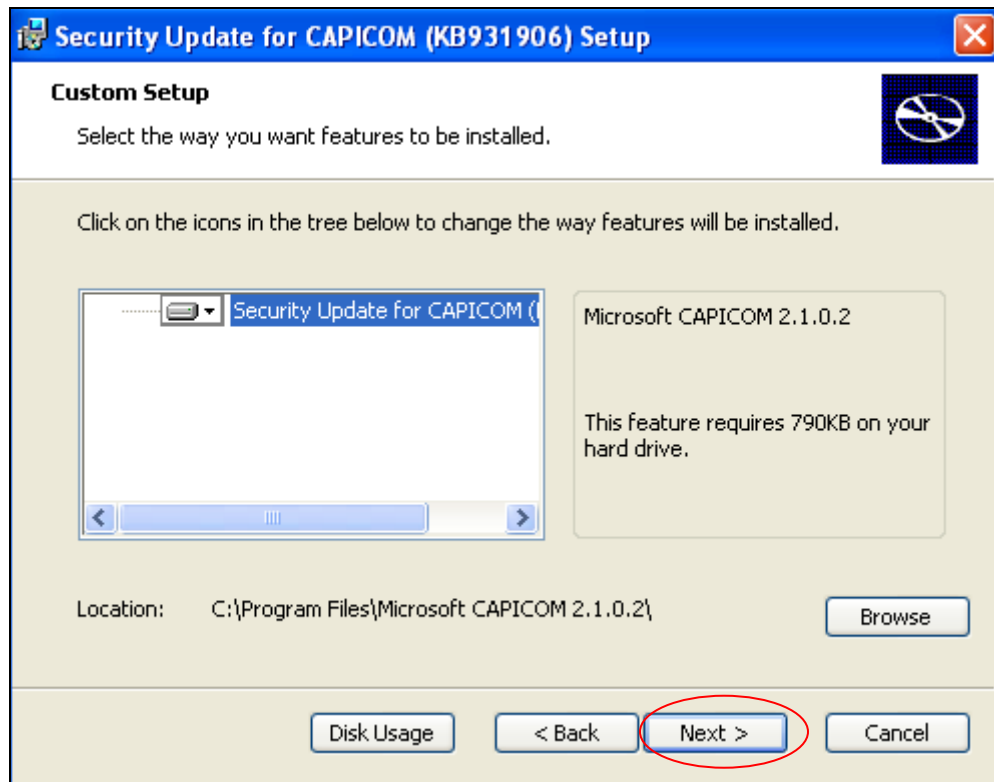 Security Update for CAPICOM (KB931906) Setup
Custom Setup
Select the way you want features to be installed.
Click on the icons in the tree below to change the way features will be installed.
Security Update for CAPICOM (
Microsoft CAPICOM 2.1.0.2
This feature requires 790KB on your
hard drive.
Location: C:\Program Files\Microsoft CAPICOM 2.1.0.2\
Browse
Disk Usage < Back Next > Cancel